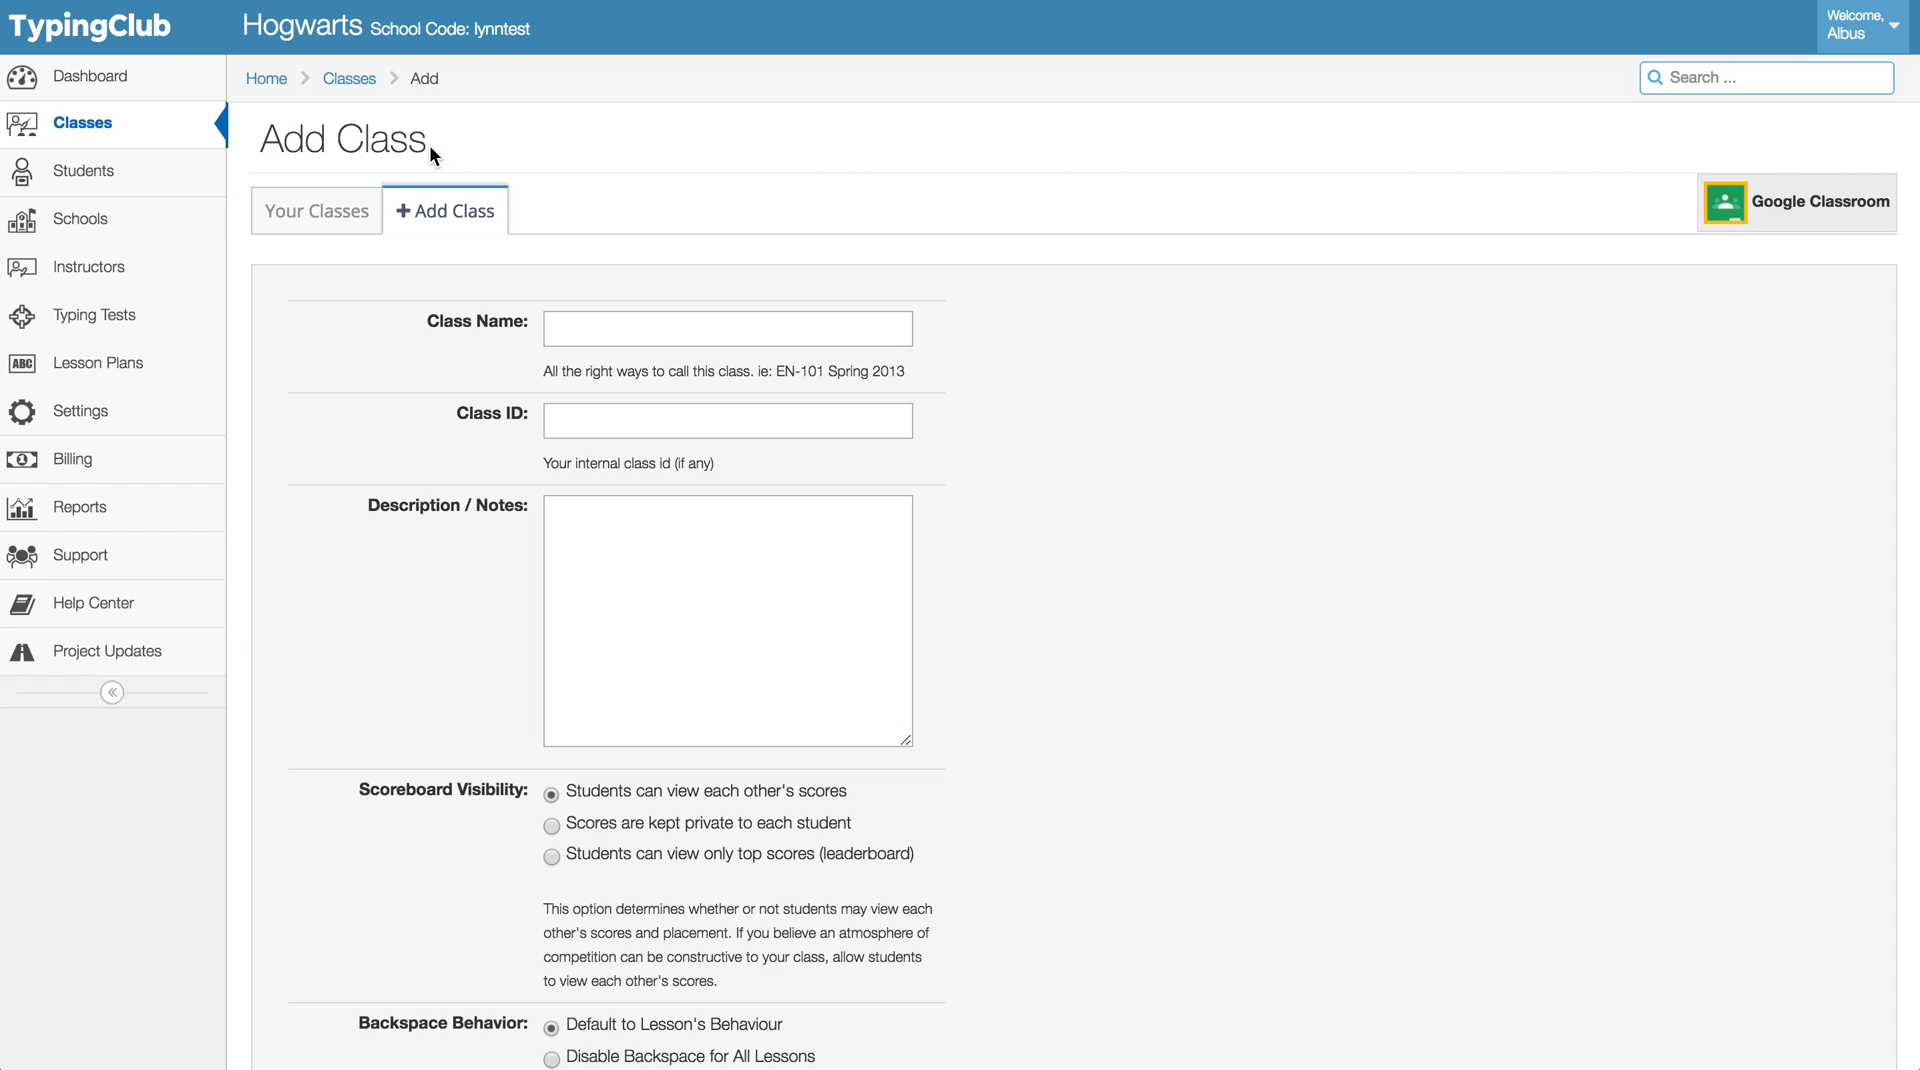 TypingClub
Hogwarts School Code: lynntest
Welcome,
Albus
Dashboard
Classes
Students
Schools
Instructors
Typing Tests
ABC
Lesson Plans
Settings
Billing
Reports
Support
Help Center
Project Updates
Home Classes Add
Search ...
Add Class
Your Classes
+ Add Class
Google Classroom
Class Name:
All the right ways to call this class. ie: EN-101 Spring 2013
Class ID:
Your internal class id (if any)
Description / Notes:
Scoreboard Visibility:
Students can view each other's scores
Scores are kept private to each student
Students can view only top scores (leaderboard)
This option determines whether or not students may view each
other's scores and placement. If you believe an atmosphere of
competition can be constructive to your class, allow students
to view each other's scores.
Backspace Behavior:
Default to Lesson's Behaviour
Disable Backspace for All Lessons